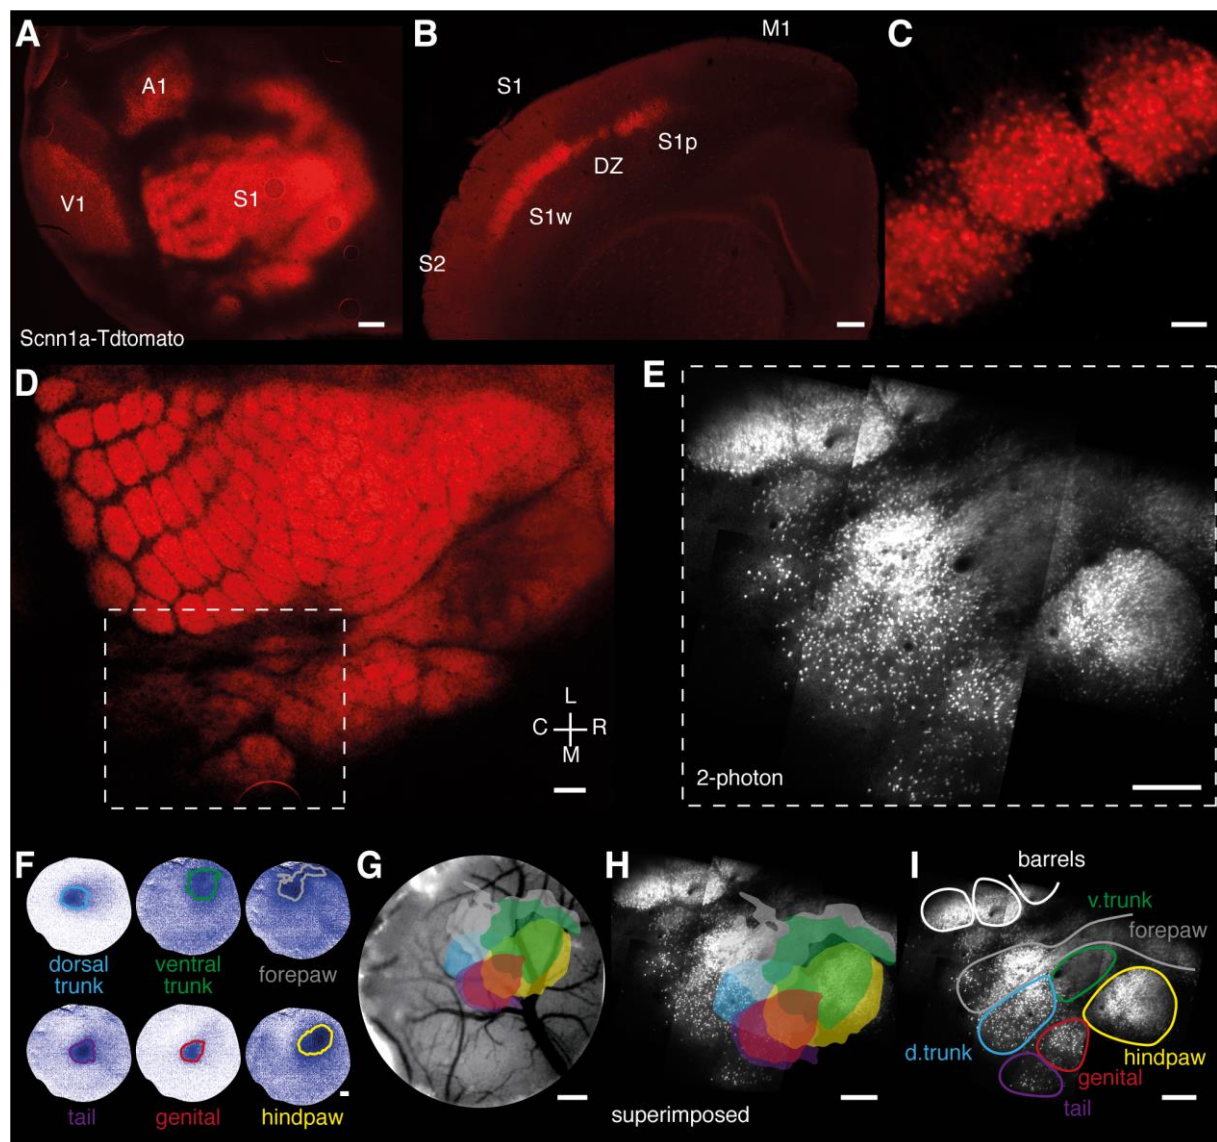 A
A1
V1
S1
Scnn1a-Tdtomato
B
M1
S1
S1p
DZ
S1w
S2
C
D
L
C R
M
E
2-photon
F
dorsal trunk
ventral trunk
forepaw
tail
genital
hindpaw
G
H
superimposed
I
barrels
v.trunk
forepaw
d.trunk
hindpaw
genital
tail